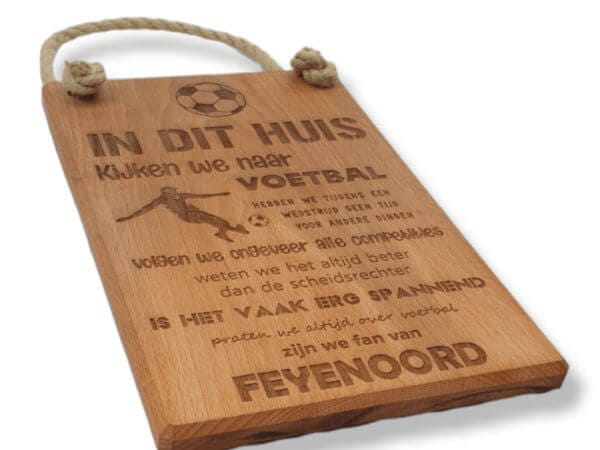 IN DIT HUIS
Kijken we naar
VOETBAL
HEBBEN WE TIJDENS EEN
WEDSTRIJD GEEN TIJD
VOOR ANDERE DINGEN
volgen we ongeveer alle competities
weten we het altijd beter
dan de scheidsrechter
IS HET VAAK ERG SPANNEND
praten we altijd over voetbal
zijn we fan van
FEYENOORD